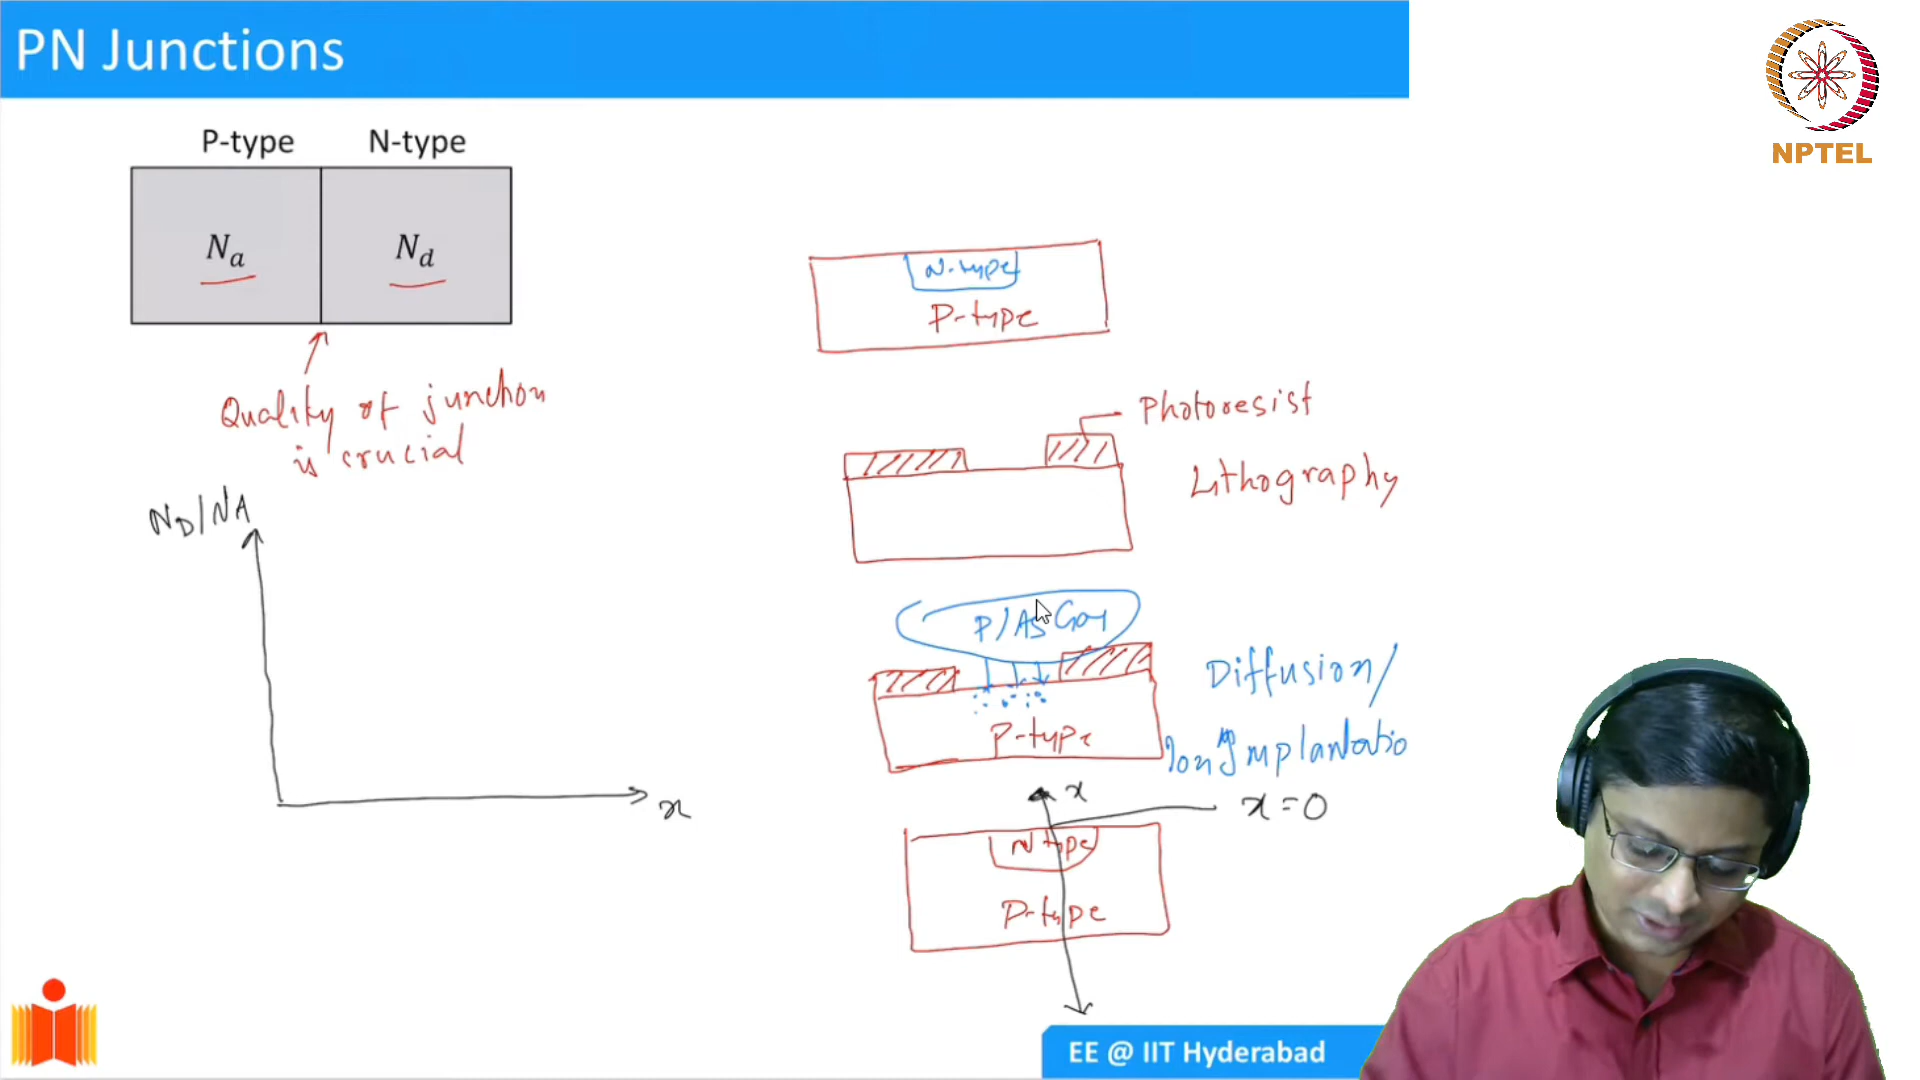 PN Junctions
NPTEL
P-type N-type
Na Nd
Quality of junction
is crucial
ND/NA
x
N-type
P-type
Photoresist
Lithography
P/As
P-type
Diffusion/
Ion Implantatio
x
x=0
N type
P-type
EE @ IIT Hyderabad